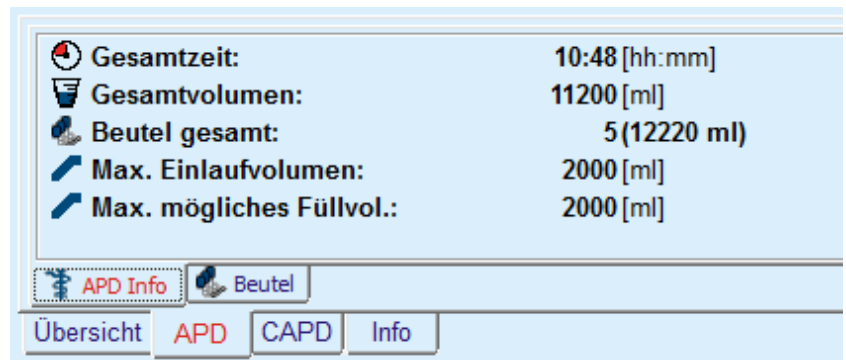 Gesamtzeit: 10:48 [hh:mm]
Gesamtvolumen: 11200 [ml]
Beutel gesamt: 5 (12220 ml)
Max. Einlaufvolumen: 2000 [ml]
Max. mögliches Füllvol.: 2000 [ml]
APD Info Beutel
Übersicht APD CAPD Info